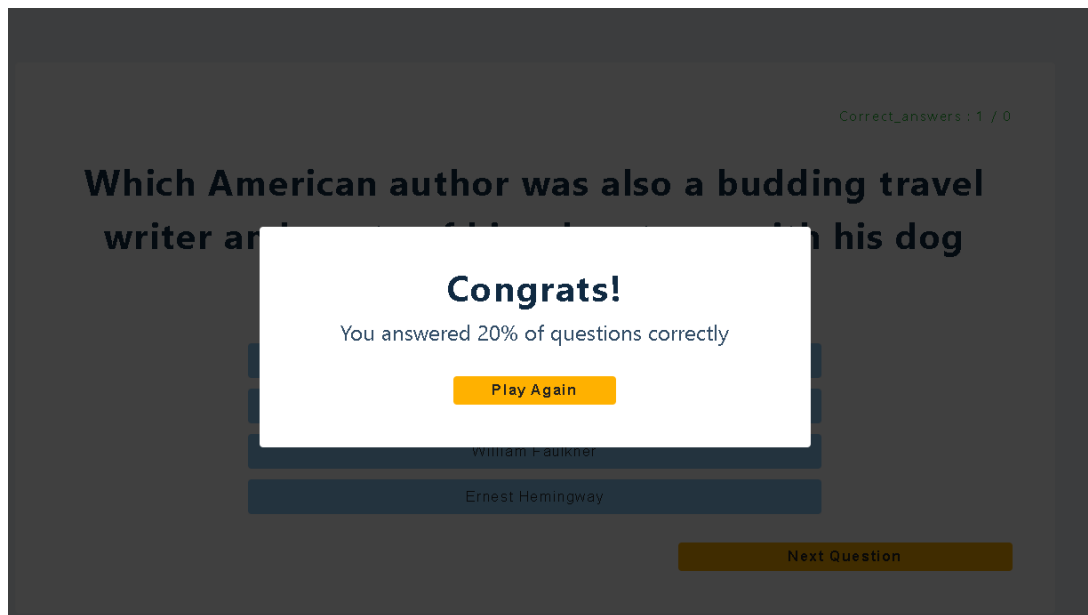 Correct_answers : 1 / 0
Which American author was also a budding travel
writer and his dog
Congrats!
You answered 20% of questions correctly
Play Again
William Faulkner
Ernest Hemingway
Next Question